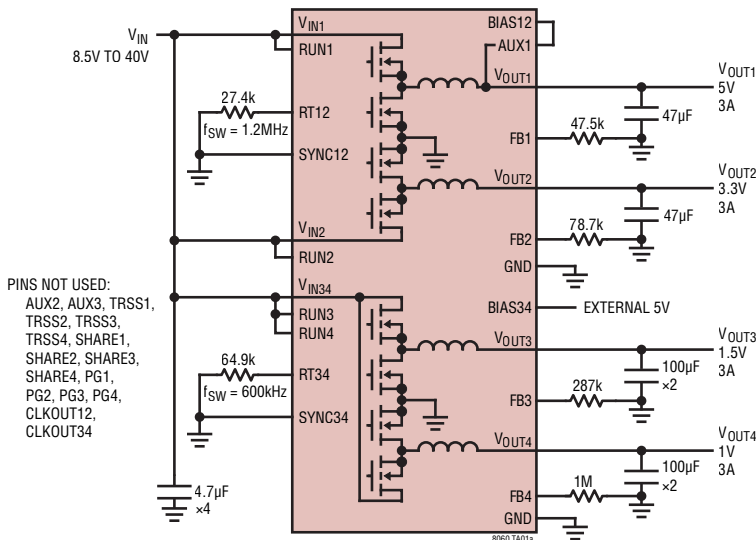 VIN
8.5V TO 40V
VIN1
RUN1
27.4k
RT12
fSW = 1.2MHz
SYNC12
VIN2
RUN2
PINS NOT USED:
AUX2, AUX3, TRSS1,
TRSS2, TRSS3,
TRSS4, SHARE1,
SHARE2, SHARE3,
SHARE4, PG1,
PG2, PG3, PG4,
CLKOUT12,
CLKOUT34
VIN34
RUN3
RUN4
64.9k
RT34
fSW = 600kHz
SYNC34
4.7µF
×4
BIAS12
AUX1
VOUT1
VOUT1
5V
3A
47µF
FB1
47.5k
VOUT2
VOUT2
3.3V
3A
47µF
FB2
78.7k
GND
BIAS34
EXTERNAL 5V
VOUT3
VOUT3
1.5V
3A
100µF
×2
FB3
287k
VOUT4
VOUT4
1V
3A
100µF
×2
FB4
1M
GND
8060 TA01a